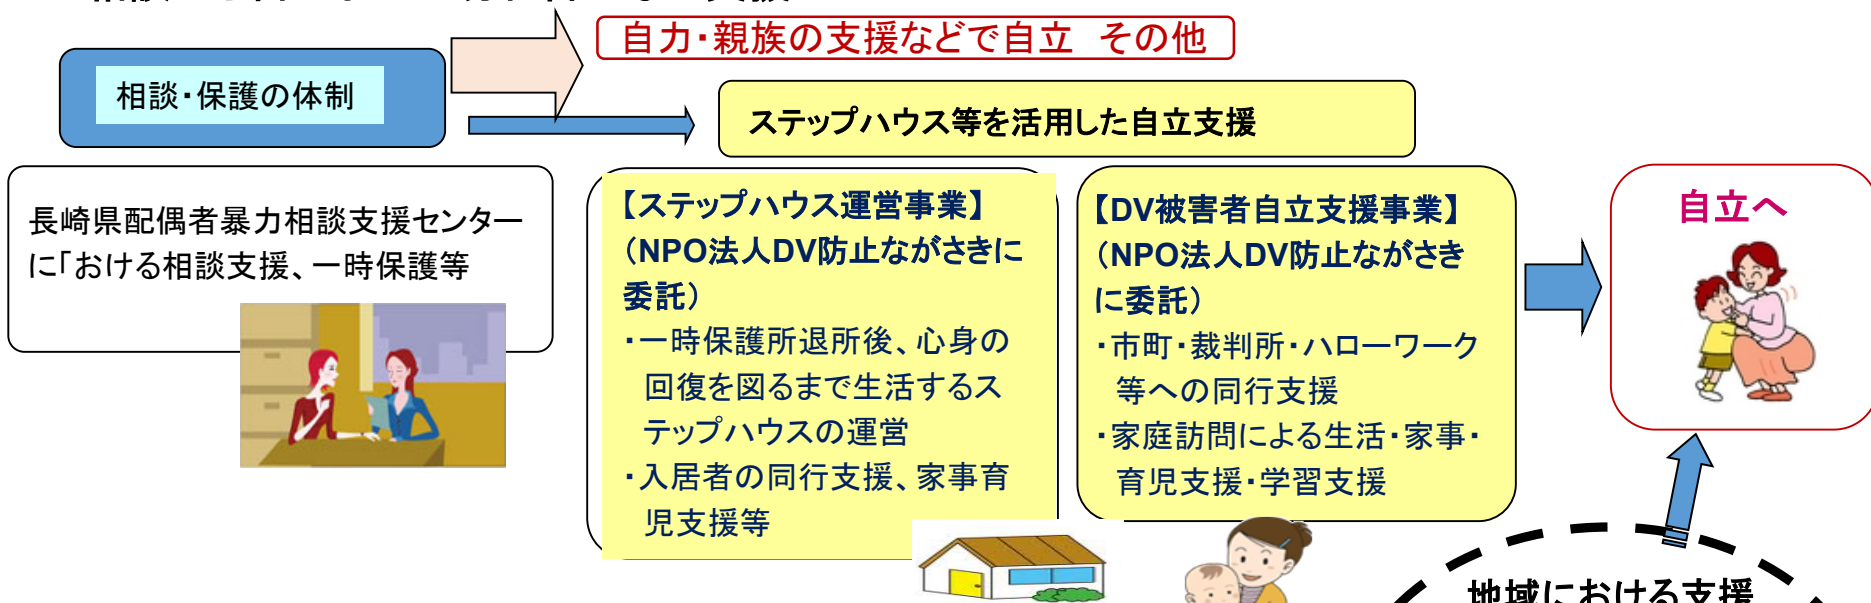 自力・親族の支援などで自立　その他
相談・保護の体制
ステップハウス等を活用した自立支援
長崎県配偶者暴力相談支援センター
に「おける相談支援、一時保護等
【ステップハウス運営事業】
（NPO法人DV防止ながさきに
委託）
・一時保護所退所後、心身の
回復を図るまで生活するス
テップハウスの運営
・入居者の同行支援、家事育
児支援等
【DV被害者自立支援事業】
（NPO法人DV防止ながさき
に委託）
・市町・裁判所・ハローワーク
等への同行支援
・家庭訪問による生活・家事・
育児支援・学習支援
自立へ
地域における支援